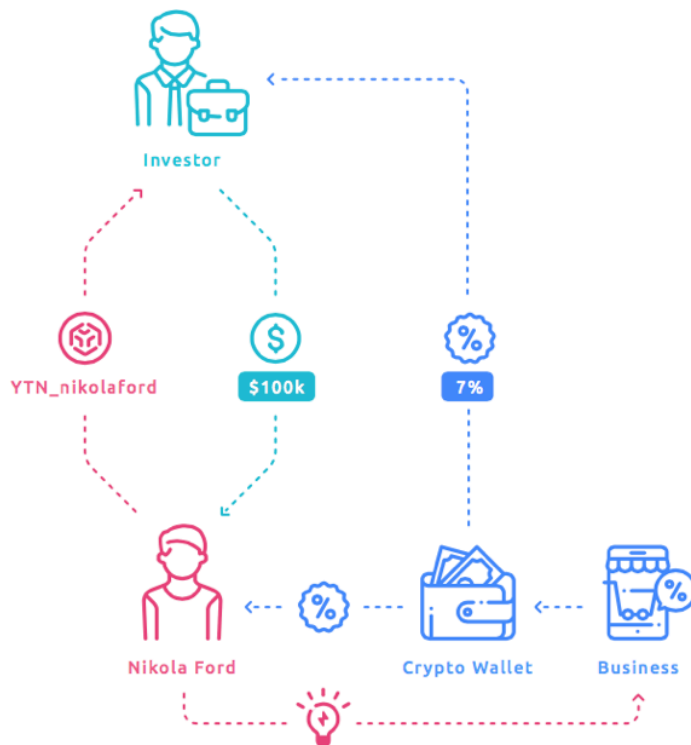 Investor
YTN_nikolaford
$100k
7%
Nikola Ford
Crypto Wallet
Business